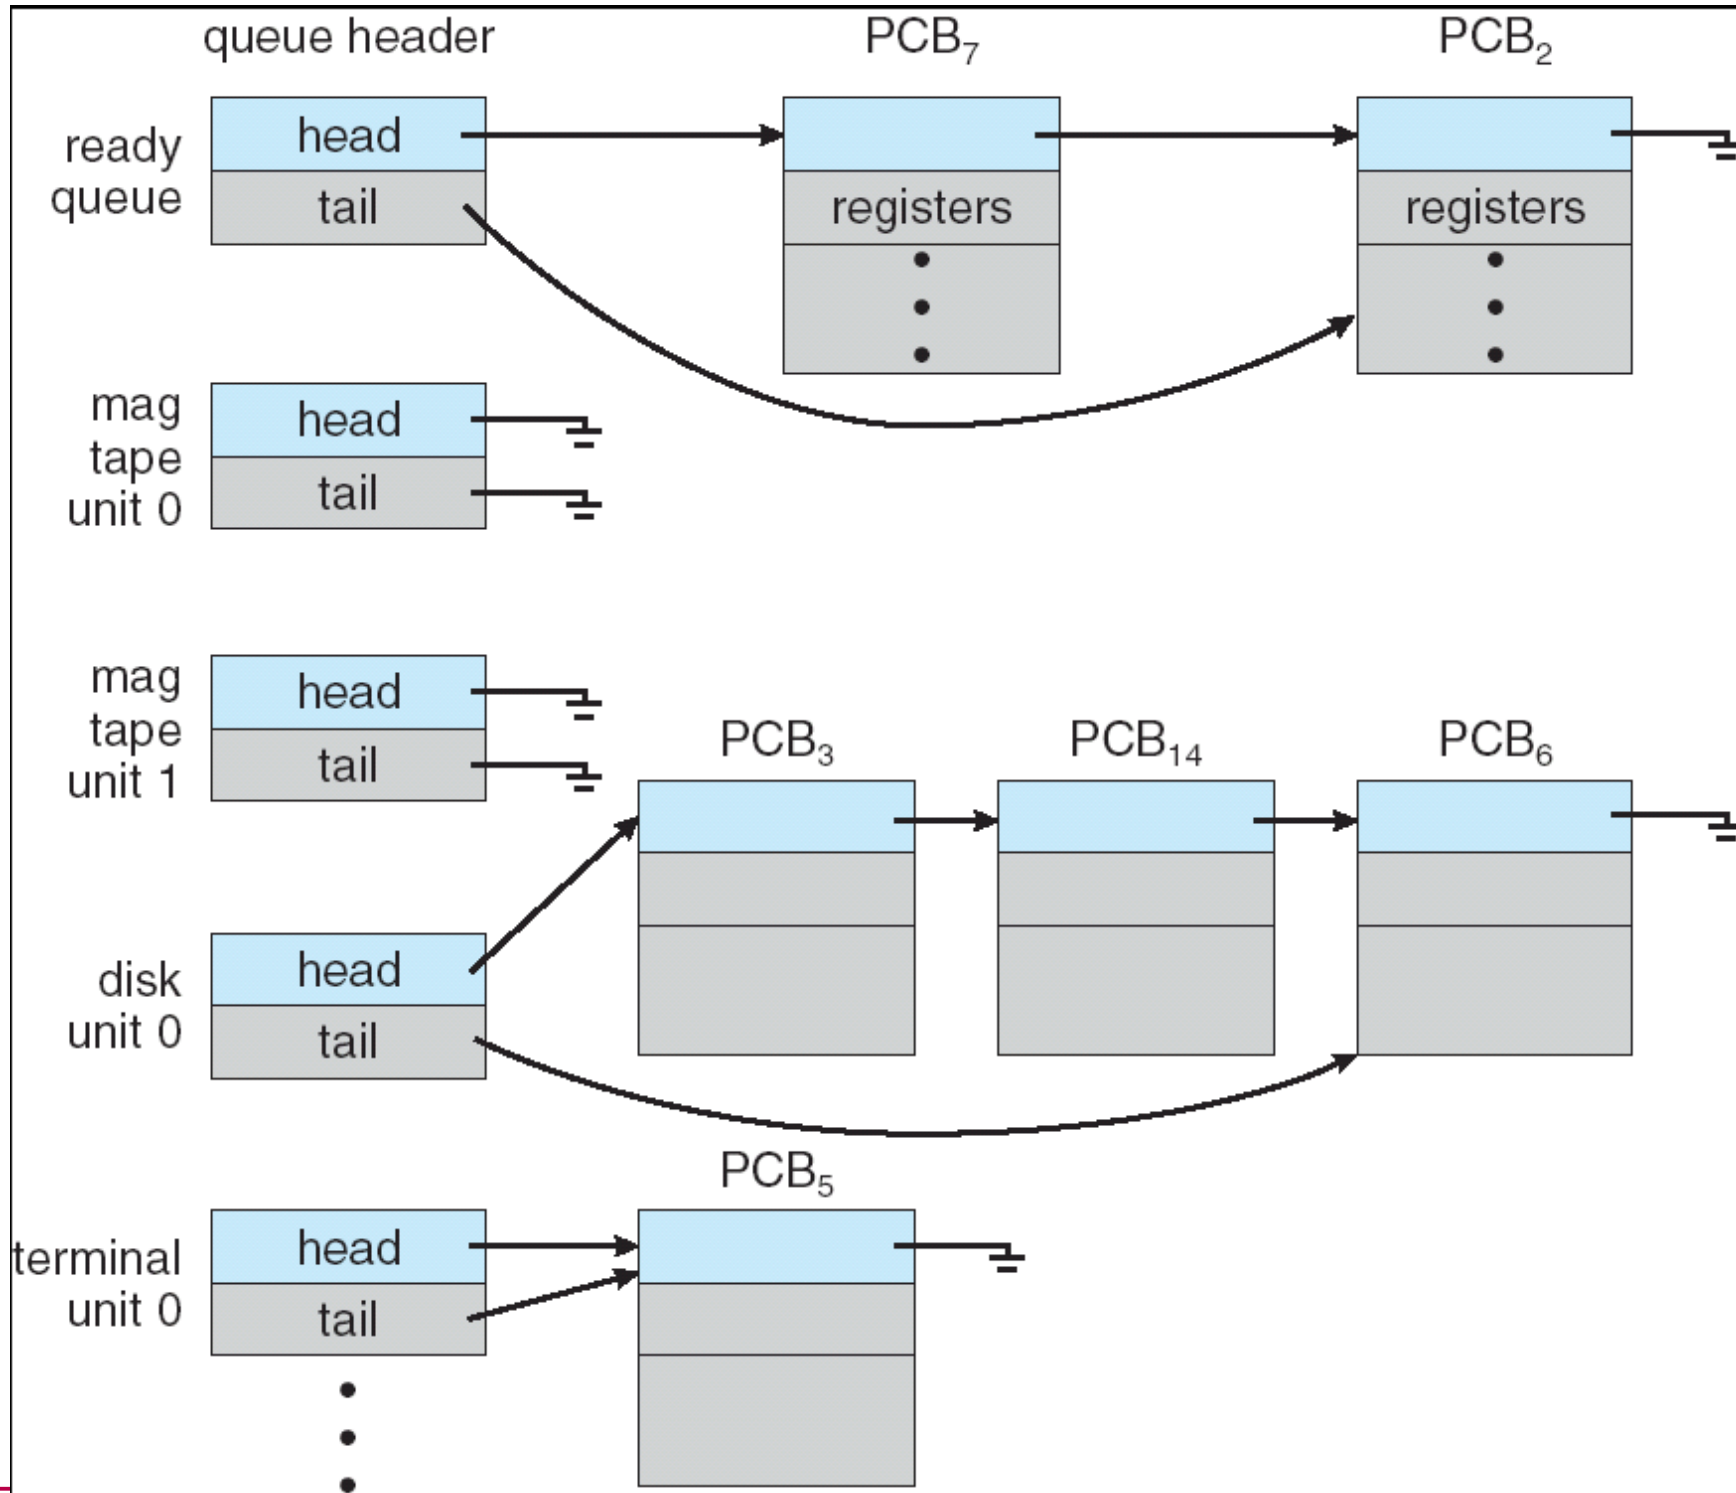 queue header
PCB₇
PCB₂
ready
queue
head
tail
registers
registers
mag
tape
unit 0
head
tail
mag
tape
unit 1
head
tail
PCB₃
PCB₁₄
PCB₆
disk
unit 0
head
tail
PCB₅
terminal
unit 0
head
tail